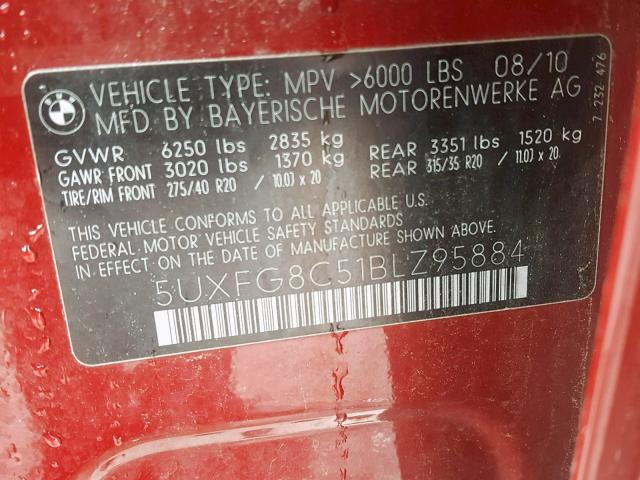 BMW
VEHICLE TYPE: MPV >6000 LBS 08/10
MFD BY BAYERISCHE MOTORENWERKE AG
7 232 476
GVWR 6250 lbs 2835 kg
GAWR FRONT 3020 lbs 1370 kg REAR 3351 lbs 1520 kg
TIRE/RIM FRONT 275/40 R20 / 10.0J x 20 REAR 315/35 R20 / 11.0J x 20.
THIS VEHICLE CONFORMS TO ALL APPLICABLE U.S.
FEDERAL MOTOR VEHICLE SAFETY STANDARDS
IN EFFECT ON THE DATE OF MANUFACTURE SHOWN ABOVE.
5UXFG8C51BLZ95884